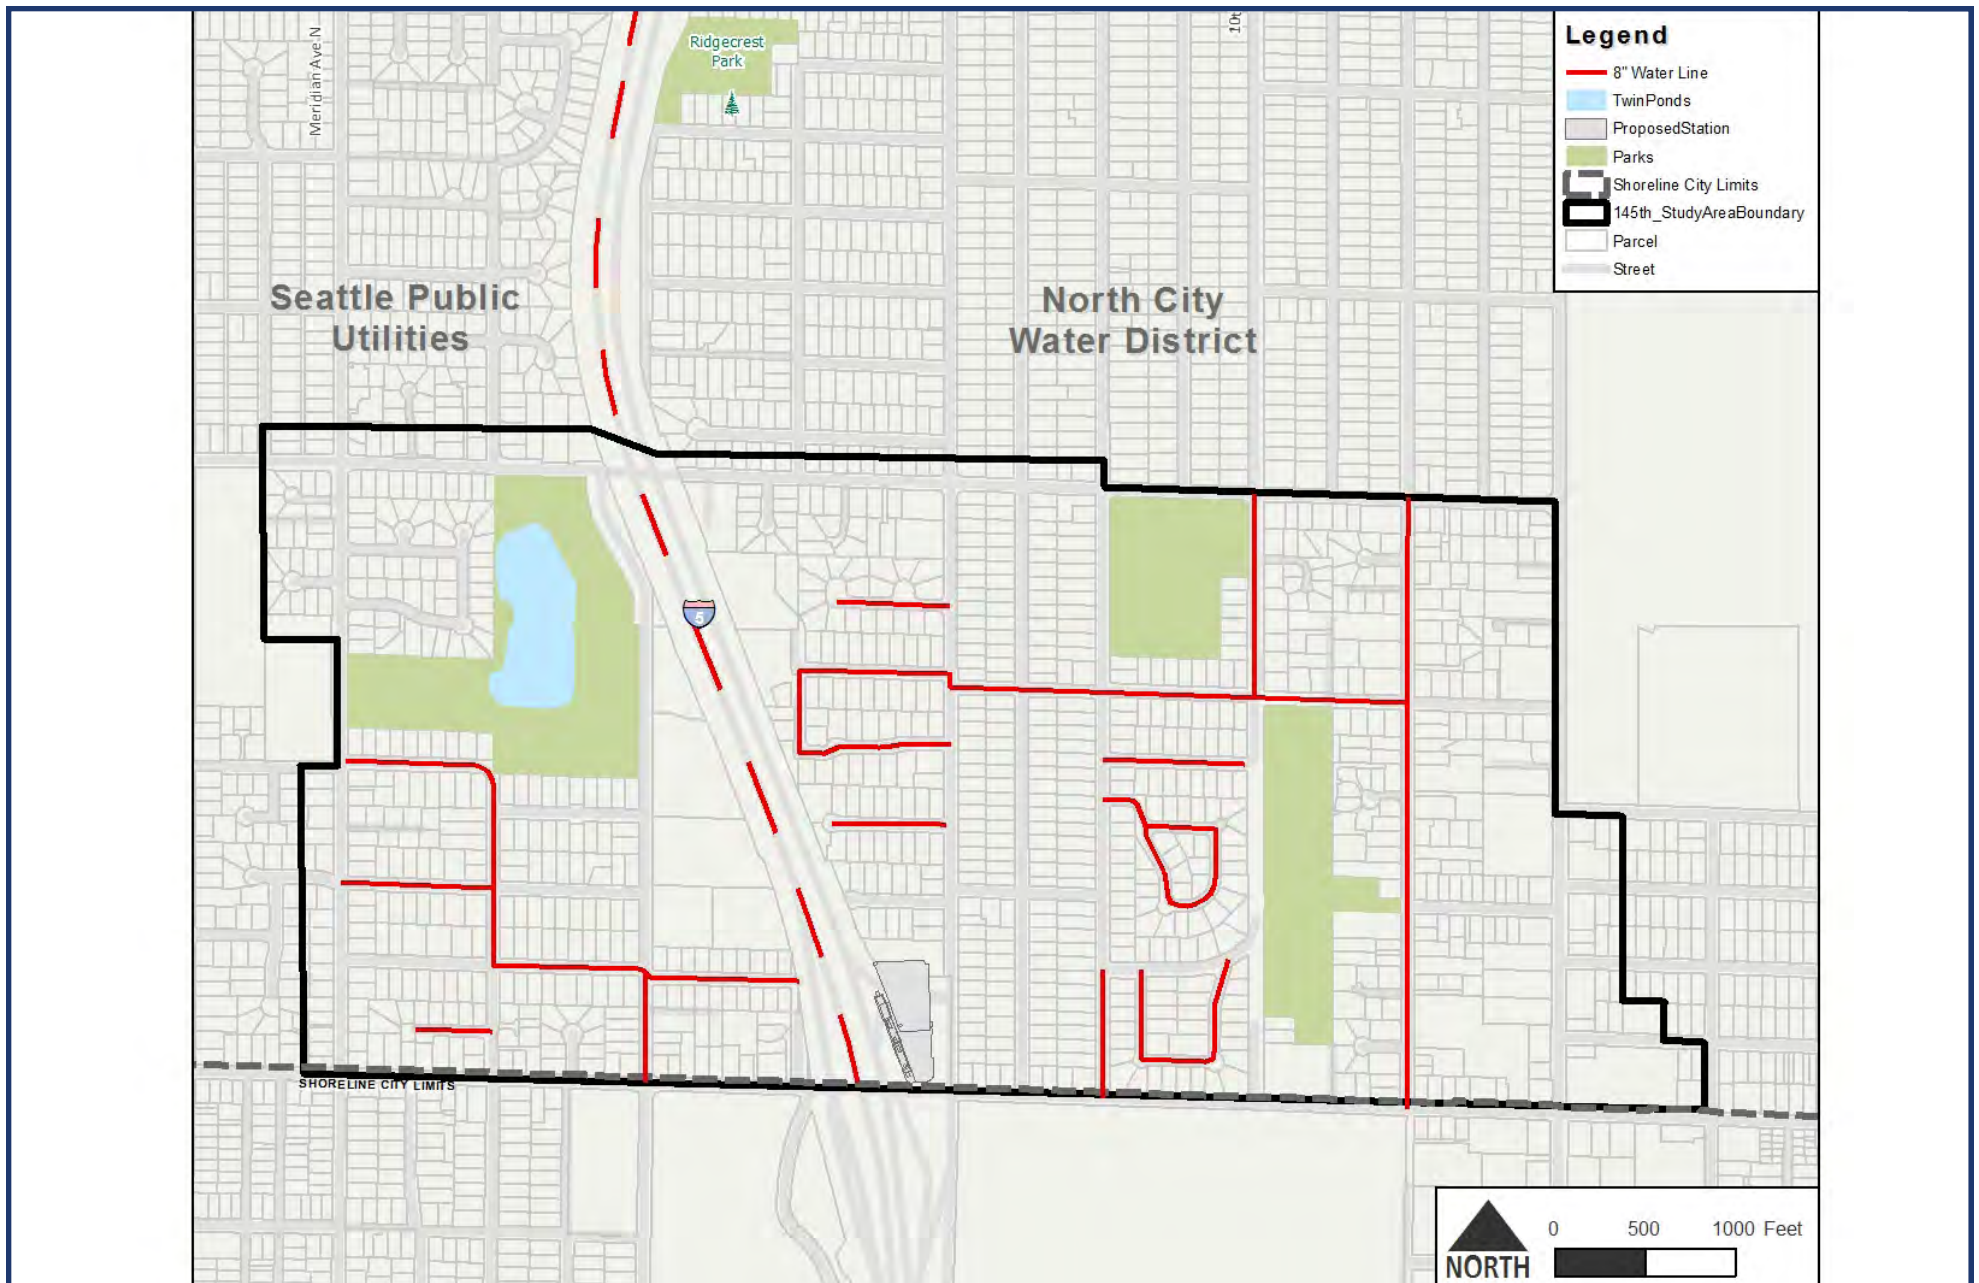 Meridian Ave N
Ridgecrest
Park
10t
Legend
8" Water Line
TwinPonds
ProposedStation
Parks
Shoreline City Limits
145th_StudyAreaBoundary
Parcel
Street
Seattle Public
Utilities
North City
Water District
5
SHORELINE CITY LIMITS
NORTH
0 500 1000 Feet